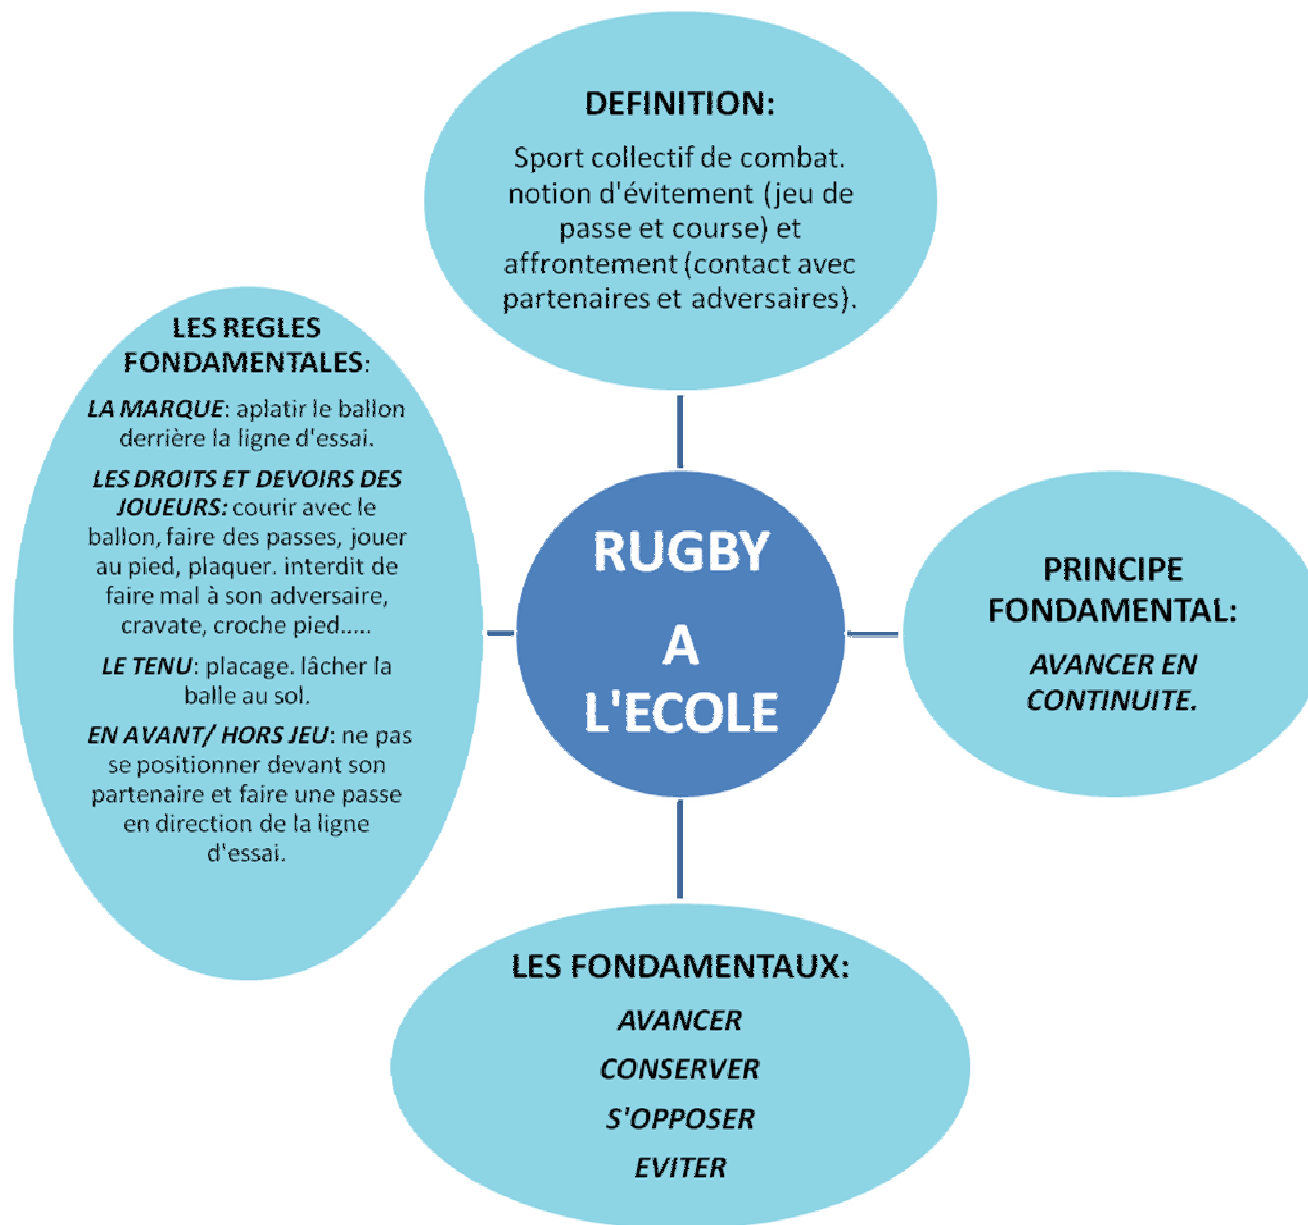 DEFINITION:
Sport collectif de combat.
notion d'évitement (jeu de
passe et course) et
affrontement (contact avec
partenaires et adversaires).
LES REGLES
FONDAMENTALES:
LA MARQUE: aplatir le ballon
derrière la ligne d'essai.
LES DROITS ET DEVOIRS DES
JOUEURS: courir avec le
ballon, faire des passes, jouer
au pied, plaquer. interdit de
faire mal à son adversaire,
cravate, croche pied.....
LE TENU: placage. lâcher la
balle au sol.
EN AVANT/ HORS JEU: ne pas
se positionner devant son
partenaire et faire une passe
en direction de la ligne
d'essai.
RUGBY
A
L'ECOLE
PRINCIPE
FONDAMENTAL:
AVANCER EN
CONTINUITE.
LES FONDAMENTAUX:
AVANCER
CONSERVER
S'OPPOSER
EVITER